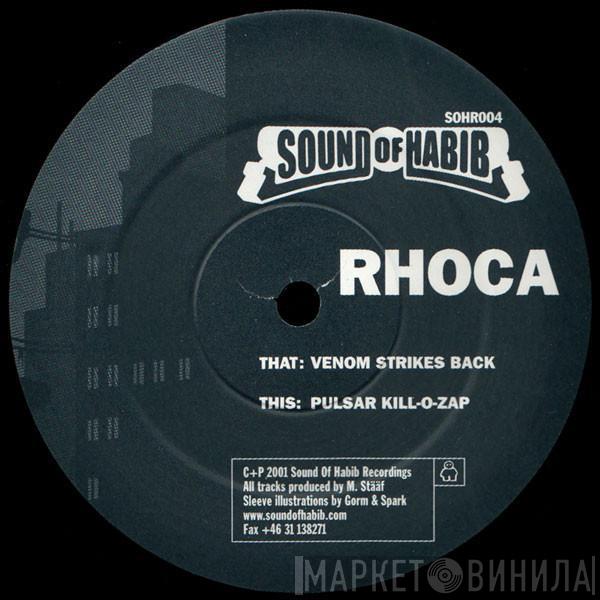 SOHR004
SOUND OF HABIB
RHOCA
THAT: VENOM STRIKES BACK
THIS: PULSAR KILL-O-ZAP
C+P 2001 Sound Of Habib Recordings
All tracks produced by M. Stääf
Sleeve illustrations by Gorm & Spark
www.soundofhabib.com
Fax +46 31 138271
МАРКЕТ ВИНИЛА